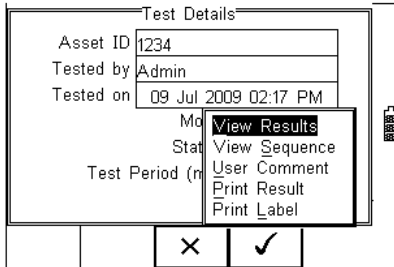 Test Details
Asset ID 1234
Tested by Admin
Tested on 09 Jul 2009 02:17 PM
Mo
View Results
Stat
View Sequence
User Comment
Test Period (m
Print Result
Print Label